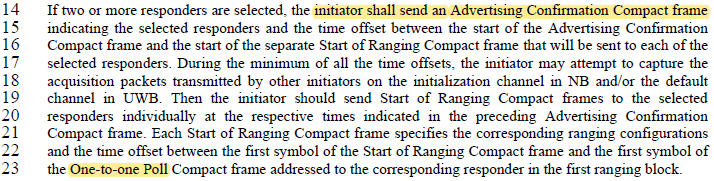 14 If two or more responders are selected, the initiator shall send an Advertising Confirmation Compact frame
15 indicating the selected responders and the time offset between the start of the Advertising Confirmation
16 Compact frame and the start of the separate Start of Ranging Compact frame that will be sent to each of the
17 selected responders. During the minimum of all the time offsets, the initiator may attempt to capture the
18 acquisition packets transmitted by other initiators on the initialization channel in NB and/or the default
19 channel in UWB. Then the initiator should send Start of Ranging Compact frames to the selected
20 responders individually at the respective times indicated in the preceding Advertising Confirmation
21 Compact frame. Each Start of Ranging Compact frame specifies the corresponding ranging configurations
22 and the time offset between the first symbol of the Start of Ranging Compact frame and the first symbol of
23 the One-to-one Poll Compact frame addressed to the corresponding responder in the first ranging block.